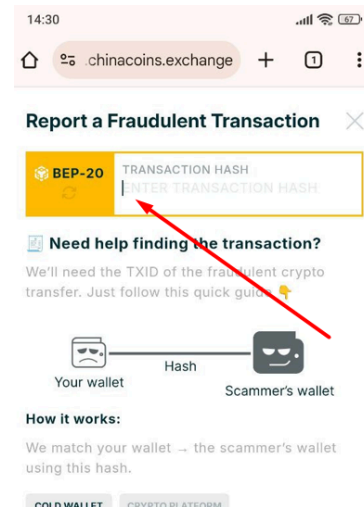 14:30
67
.chinacoins.exchange
1
Report a Fraudulent Transaction
BEP-20
TRANSACTION HASH
ENTER TRANSACTION HASH
🧾 Need help finding the transaction?
We'll need the TXID of the fraudulent crypto
transfer. Just follow this quick guide 👇
Hash
Your wallet
Scammer's wallet
How it works:
We match your wallet → the scammer's wallet
using this hash.
COLD WALLET CRYPTO PLATFORM